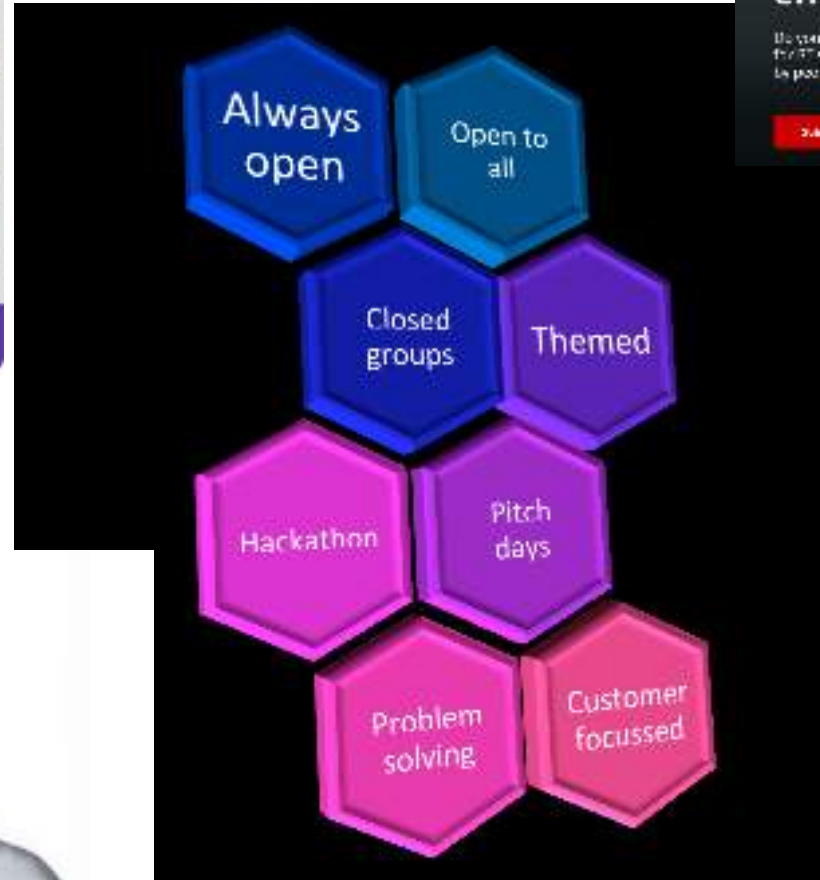 Always
open
Open to
all
Closed
groups
Themed
Hackathon
Pitch
days
Problem
solving
Customer
focussed